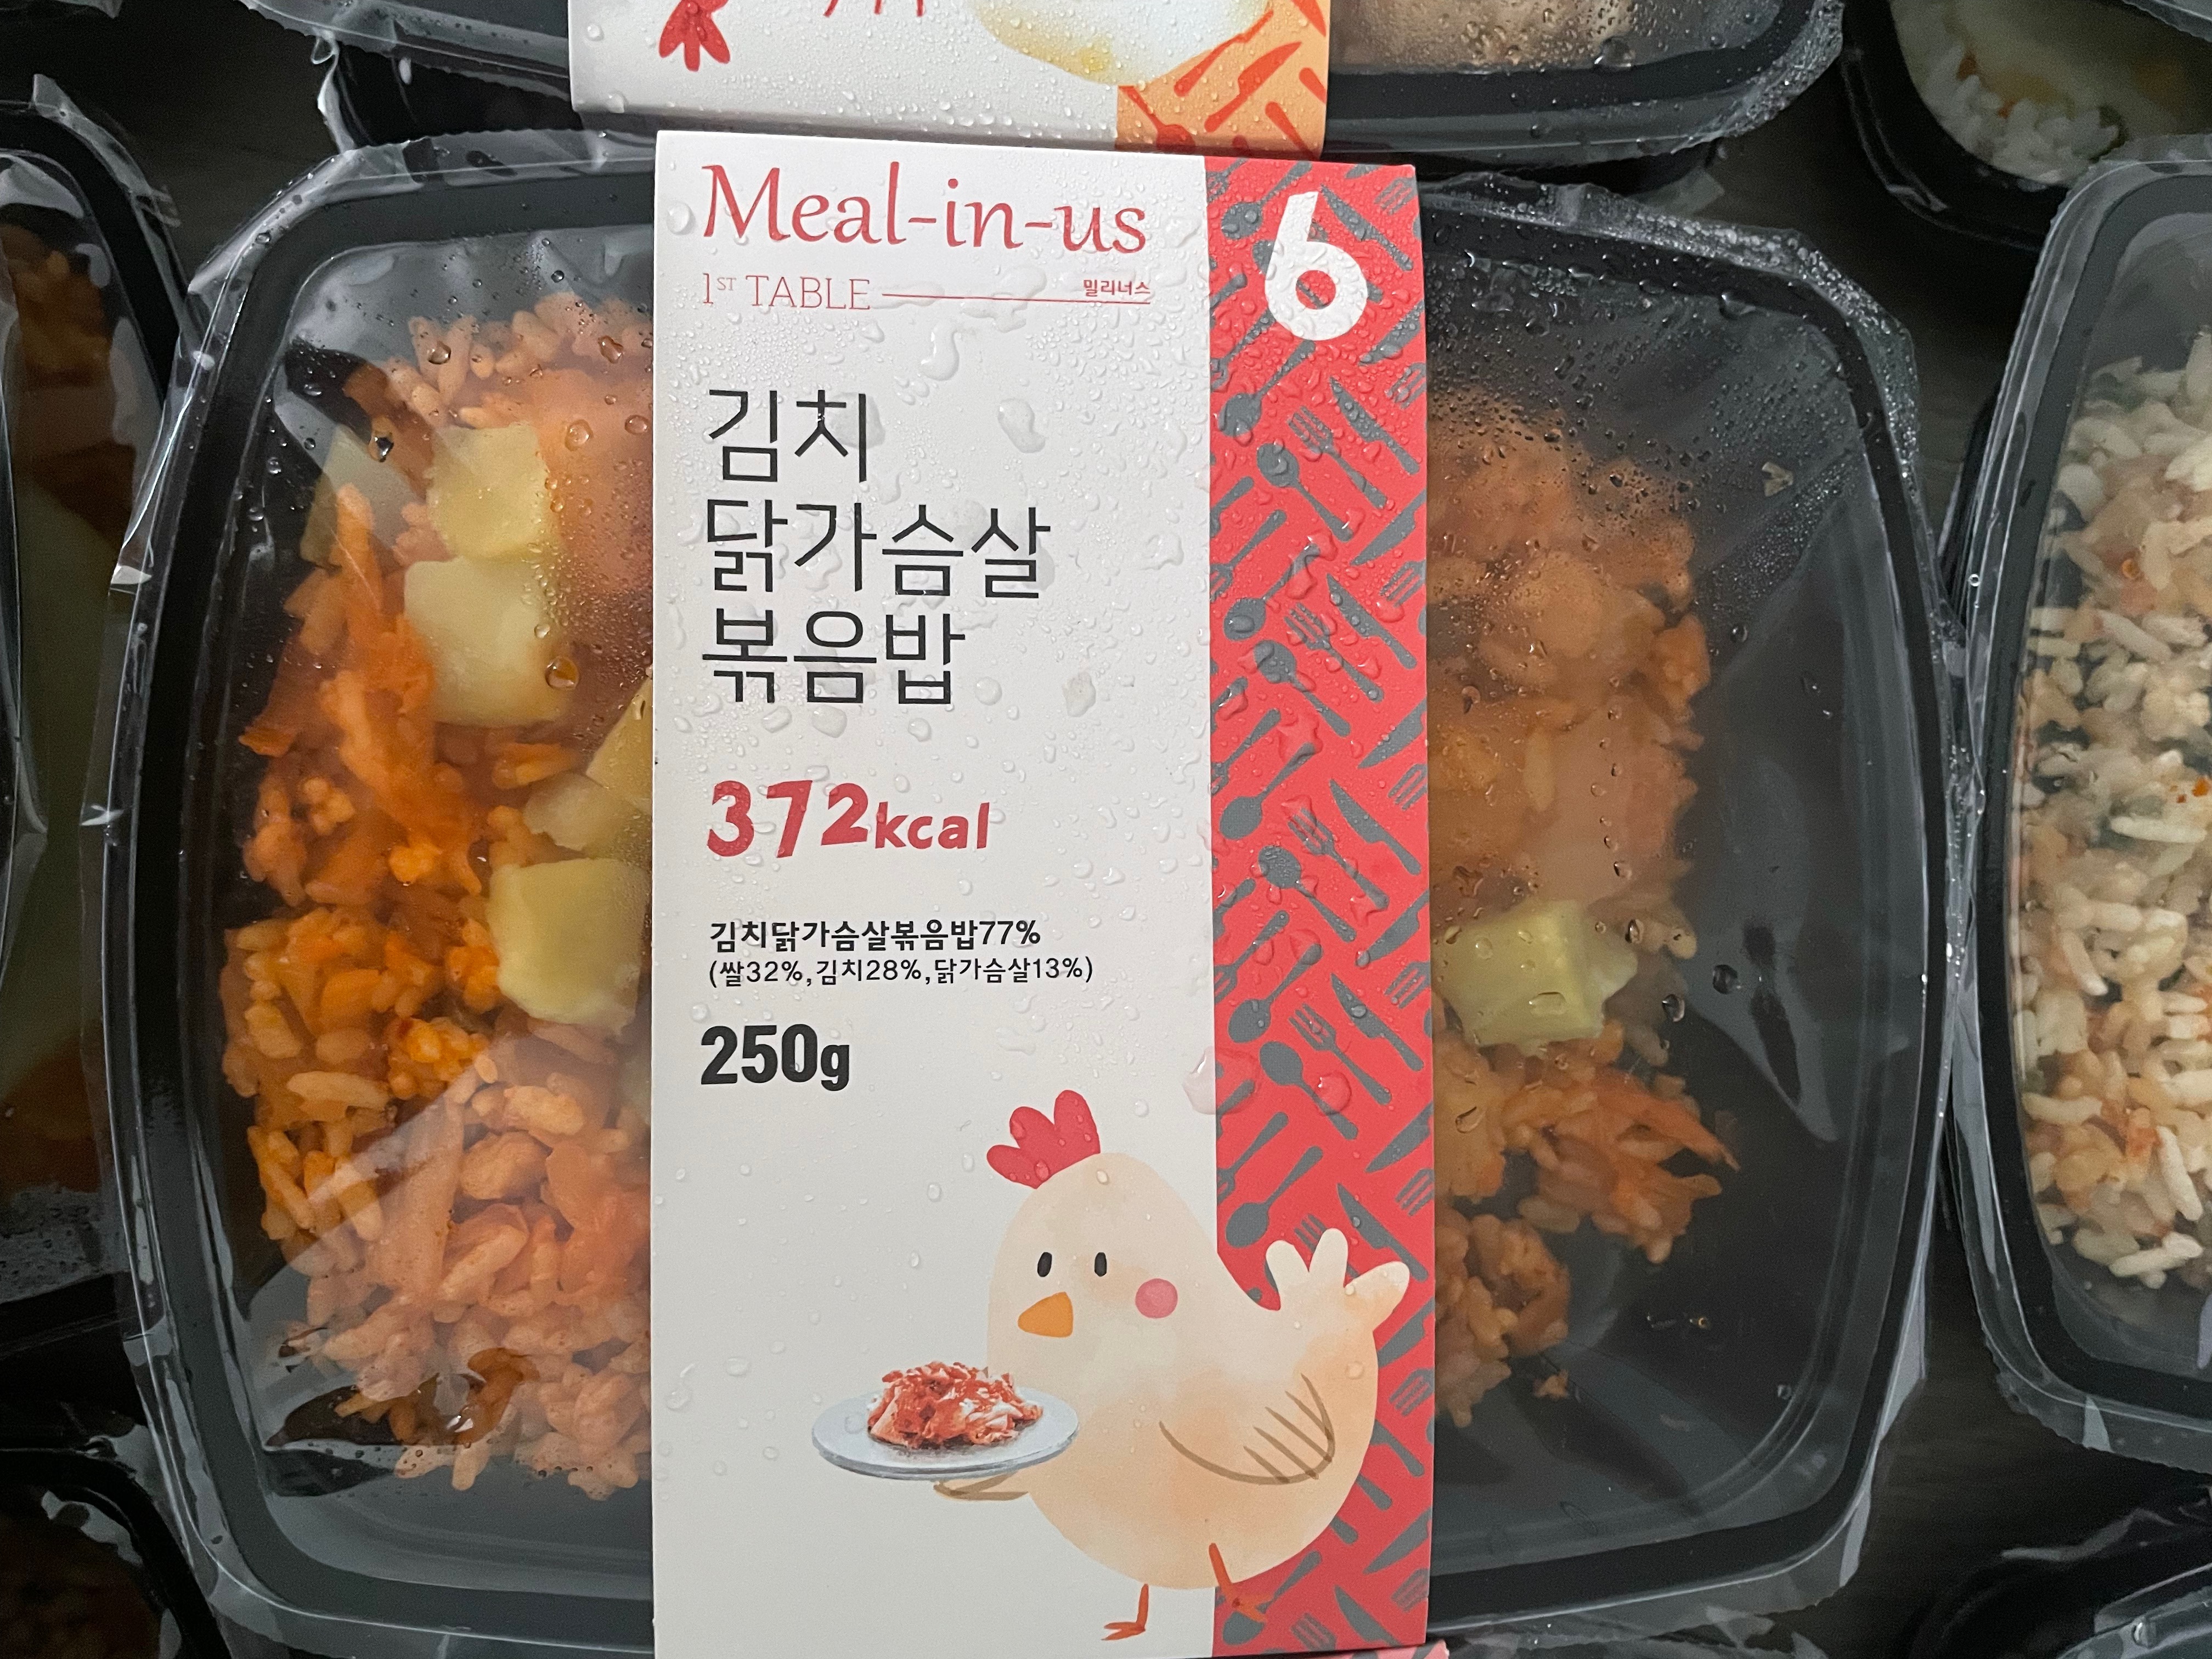 Meal-in-us
1ST TABLE 밀리너스
6
김치
닭가슴살
볶음밥
372kcal
김치닭가슴살볶음밥77%
(쌀32%,김치28%,닭가슴살13%)
250g